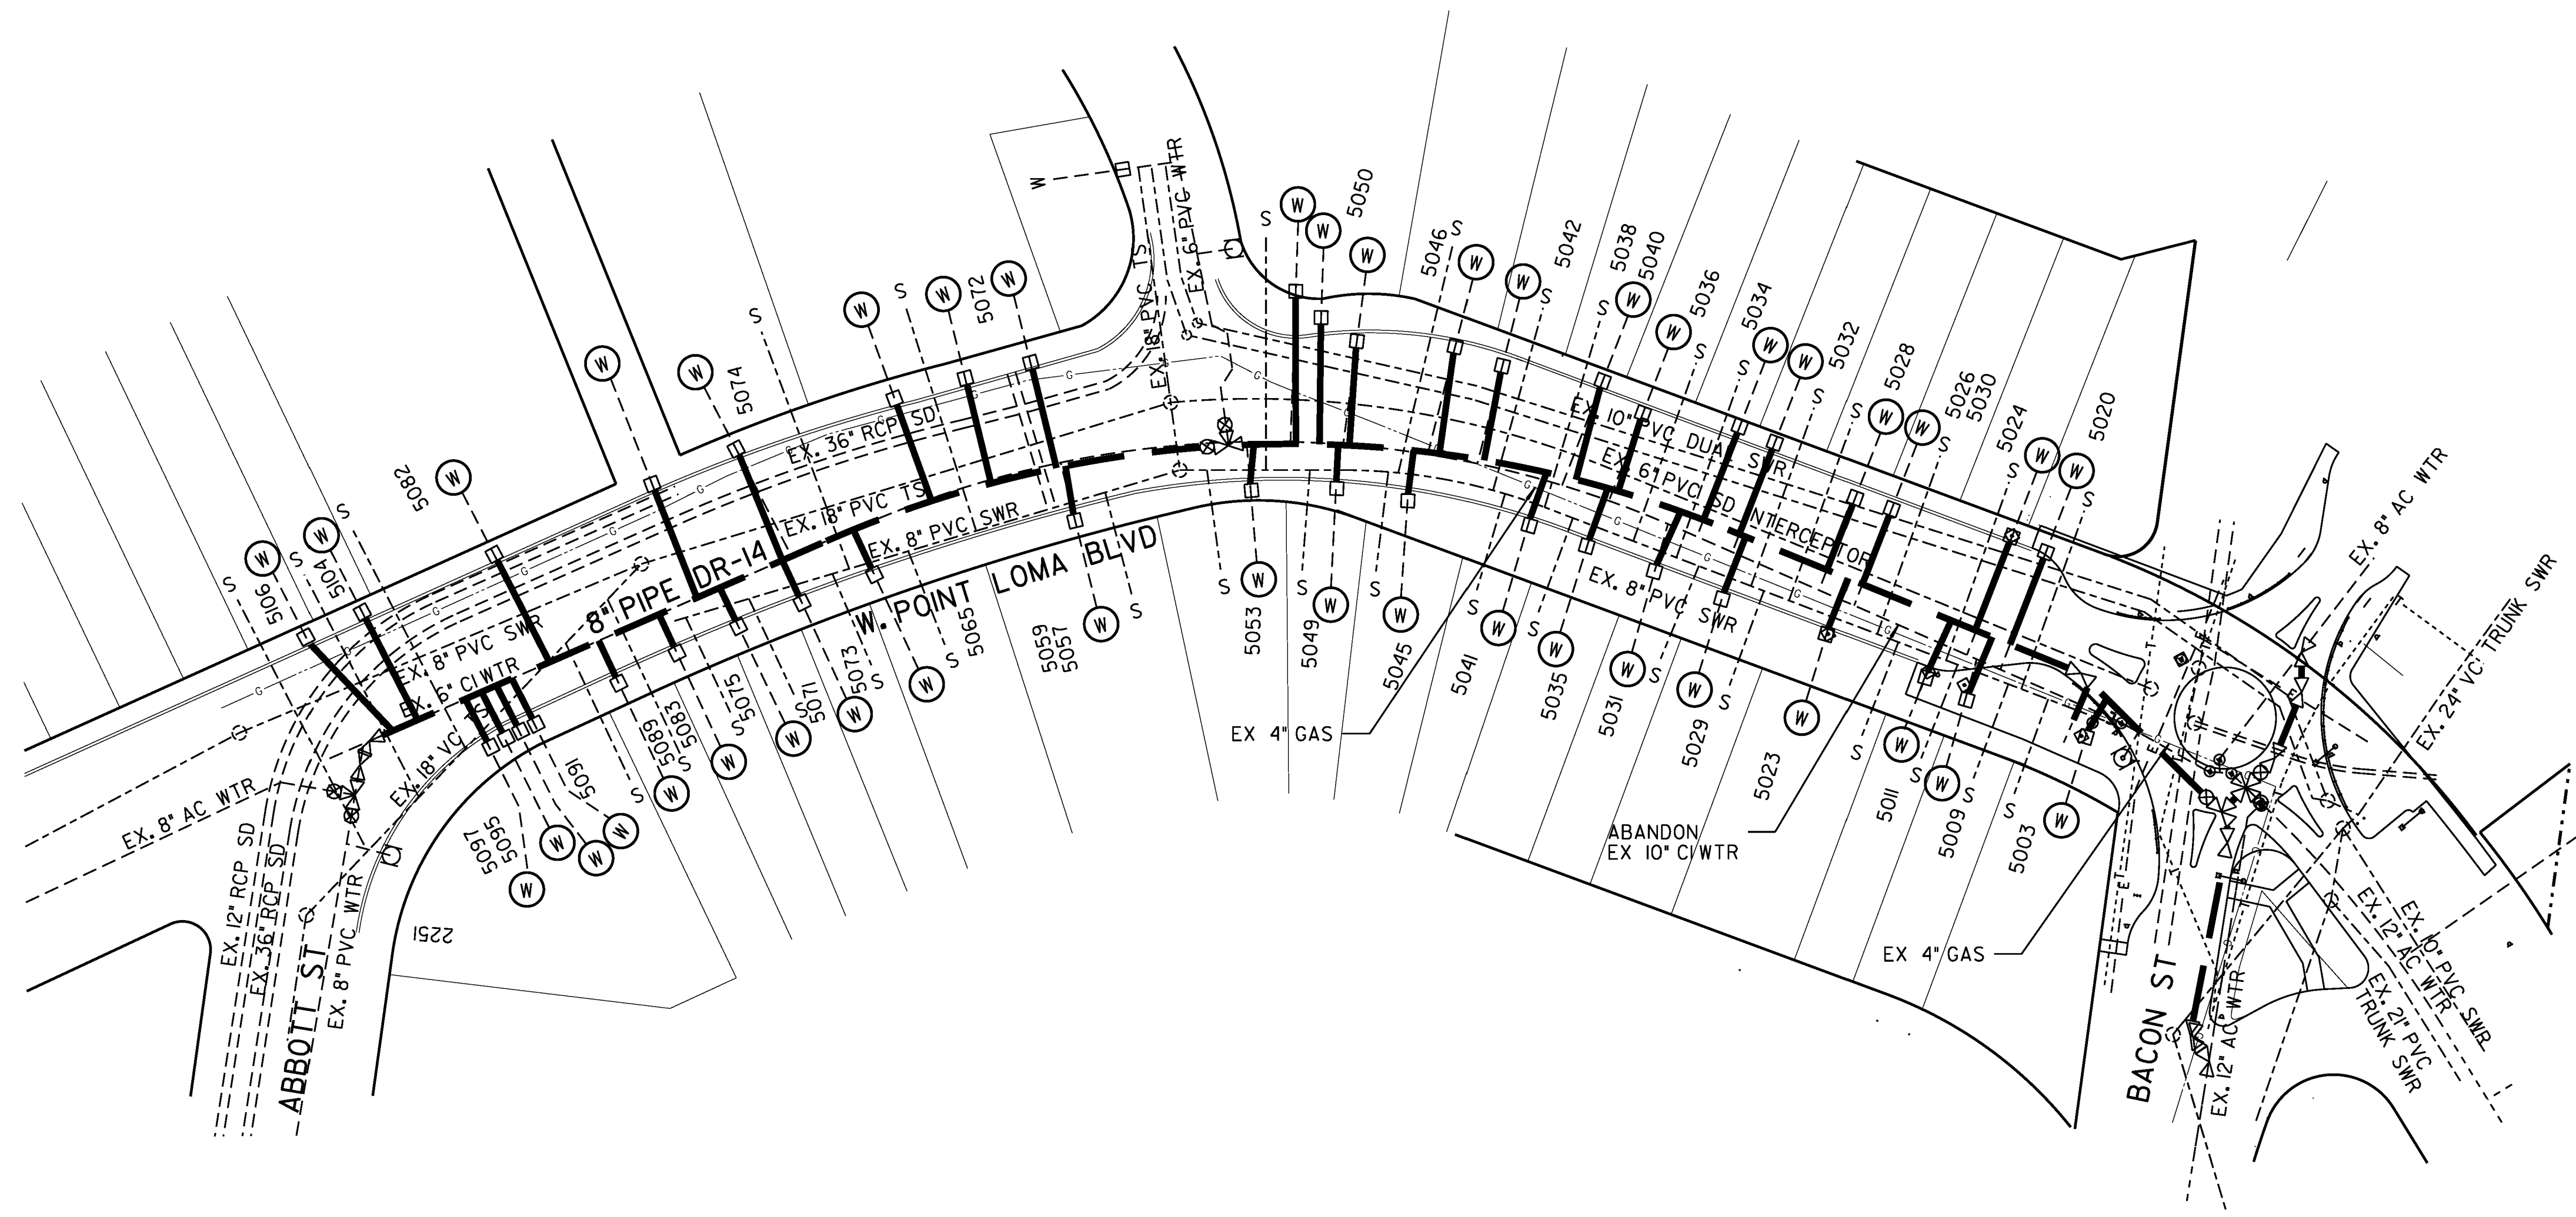 W
EX. 6" PVC WTR
EX. 18" PVC TS
S
W
W
5050
W
5046
S
W
W
S
5042
S
5038
W
5040
W
5036
S
S
5034
W
W
5032
S
S
5028
W
W
5026
5030
S
5024
S
W
W
5020
S
EX. 8" AC WTR
EX. 24" VC TRUNK SWR
W
5072
W
S
W
S
5074
W
W
5082
W
S
W
5104
S
W
5106
S
G
EX. 36" RCP SD
EX. 10" PVC DUAL SWR
EX. 6" PVC SD INTERCEPTOR
EX. 18" PVC TS
EX. 8" PVC SWR
8" PIPE DR-14
W. POINT LOMA BLVD
EX. 8" PVC SWR
EX. 8" PVC SWR
EX. 6" CI WTR
EX. 18" VC TS
EX. 8" AC WTR
5097
5095
W
W
W
W
5091
S
W
5089
5083
S
W
5075
S
W
5071
S
W
5073
S
W
S
5065
5059
5057
W
S
S
W
5053
S
W
5049
S
W
5045
S
W
5041
S
W
5035
W
5031
S
W
5029
S
W
5023
S
W
5011
S
W
5009
S
S
W
5003
EX 4" GAS
ABANDON
EX 10" CI WTR
EX 4" GAS
2251
EX. 12" RCP SD
EX. 36" RCP SD
ABBOTT ST
EX. 8" PVC WTR
BACON ST
EX. 12" AC WTR
EX. 10" PVC SWR
EX. 12" AC WTR
EX. 21" PVC
TRUNK SWR